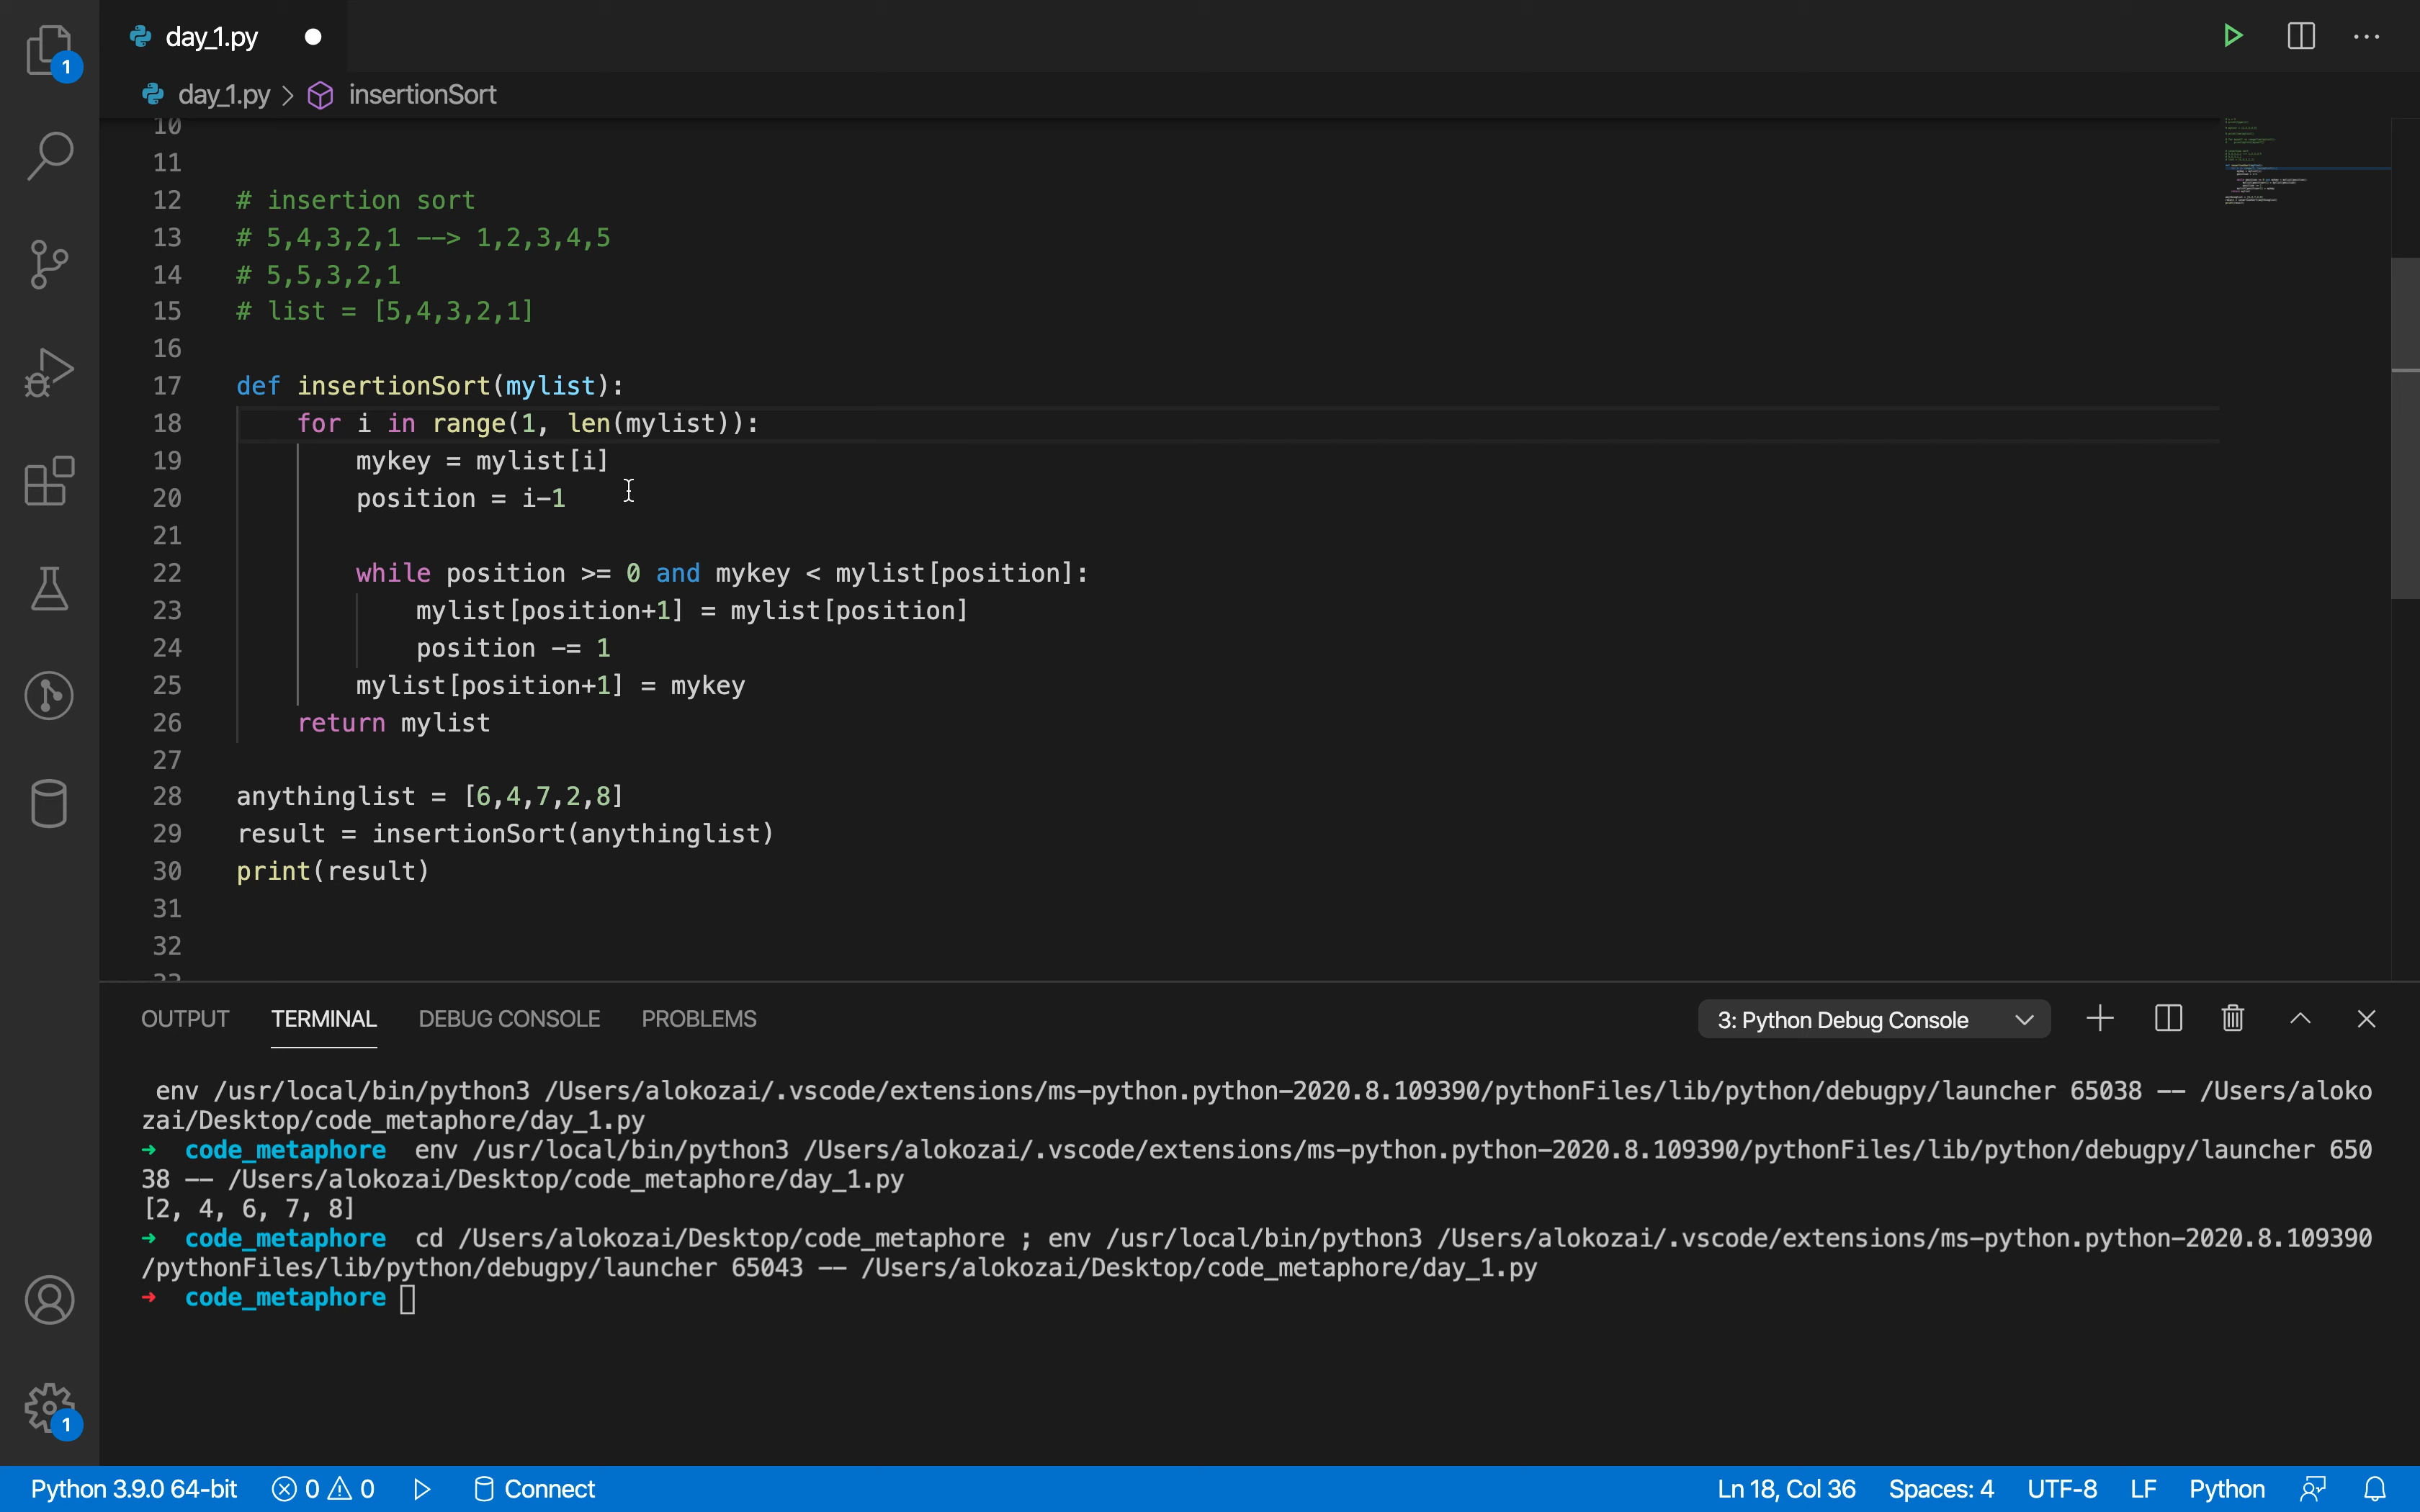 1
day_1.py
day_1.py > insertionSort
10
11
12 # insertion sort
13 # 5,4,3,2,1 --> 1,2,3,4,5
14 # 5,5,3,2,1
15 # list = [5,4,3,2,1]
16
17 def insertionSort(mylist):
18     for i in range(1, len(mylist)):
19         mykey = mylist[i]
20         position = i-1
21
22         while position >= 0 and mykey < mylist[position]:
23             mylist[position+1] = mylist[position]
24             position -= 1
25         mylist[position+1] = mykey
26     return mylist
27
28 anythinglist = [6,4,7,2,8]
29 result = insertionSort(anythinglist)
30 print(result)
31
32
OUTPUT TERMINAL DEBUG CONSOLE PROBLEMS 3: Python Debug Console
env /usr/local/bin/python3 /Users/alokozai/.vscode/extensions/ms-python.python-2020.8.109390/pythonFiles/lib/python/debugpy/launcher 65038 -- /Users/aloko
zai/Desktop/code_metaphore/day_1.py
➜ code_metaphore env /usr/local/bin/python3 /Users/alokozai/.vscode/extensions/ms-python.python-2020.8.109390/pythonFiles/lib/python/debugpy/launcher 650
38 -- /Users/alokozai/Desktop/code_metaphore/day_1.py
[2, 4, 6, 7, 8]
➜ code_metaphore cd /Users/alokozai/Desktop/code_metaphore ; env /usr/local/bin/python3 /Users/alokozai/.vscode/extensions/ms-python.python-2020.8.109390
/pythonFiles/lib/python/debugpy/launcher 65043 -- /Users/alokozai/Desktop/code_metaphore/day_1.py
➜ code_metaphore
1
Python 3.9.0 64-bit 0 0 Connect Ln 18, Col 36 Spaces: 4 UTF-8 LF Python